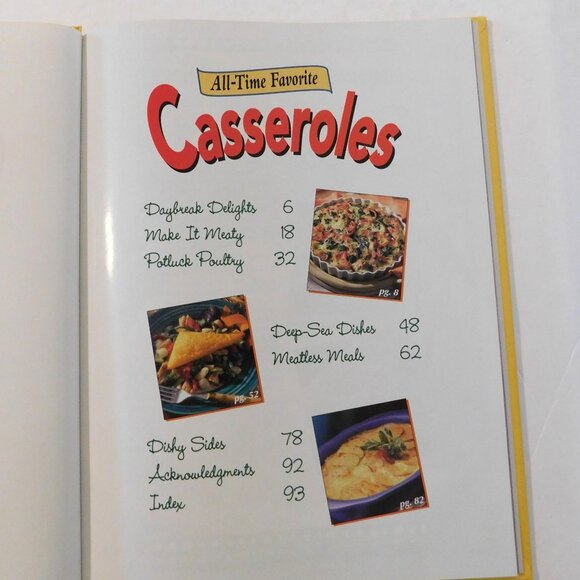 All-Time Favorite
Casseroles
Daybreak Delights 6
Make It Meaty 18
Potluck Poultry 32
pg. 8
Deep-Sea Dishes 48
Meatless Meals 62
pg. 52
Dishy Sides 78
Acknowledgments 92
Index 93
pg. 82